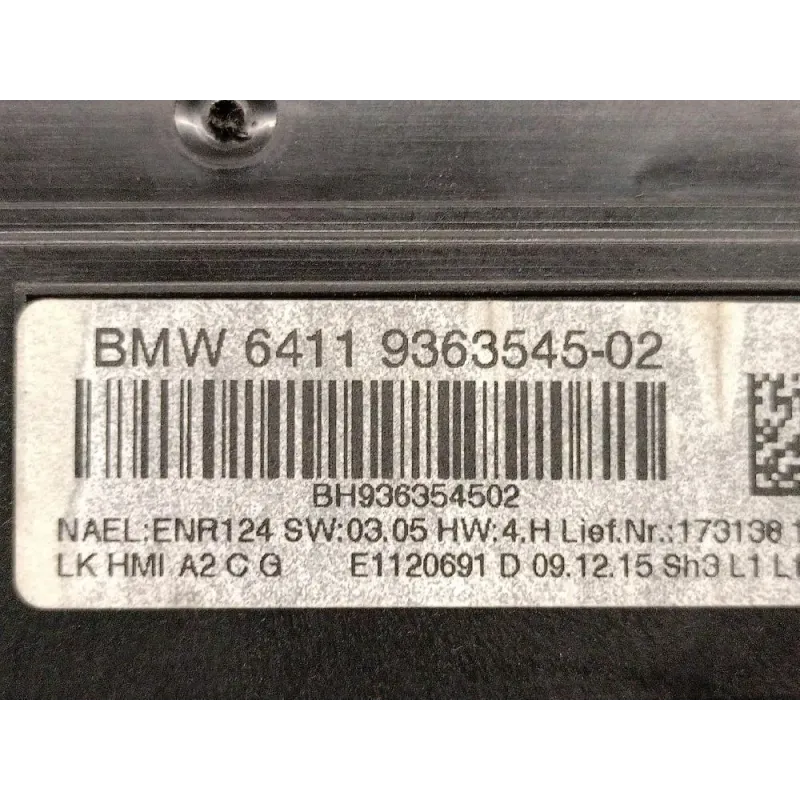 BMW 6411 9363545-02
BH936354502
NAEL:ENR124 SW:03.05 HW:4.H Lief.Nr.:173138 1
LK HMI A2 C G E1120691 D 09.12.15 Sh3 L1